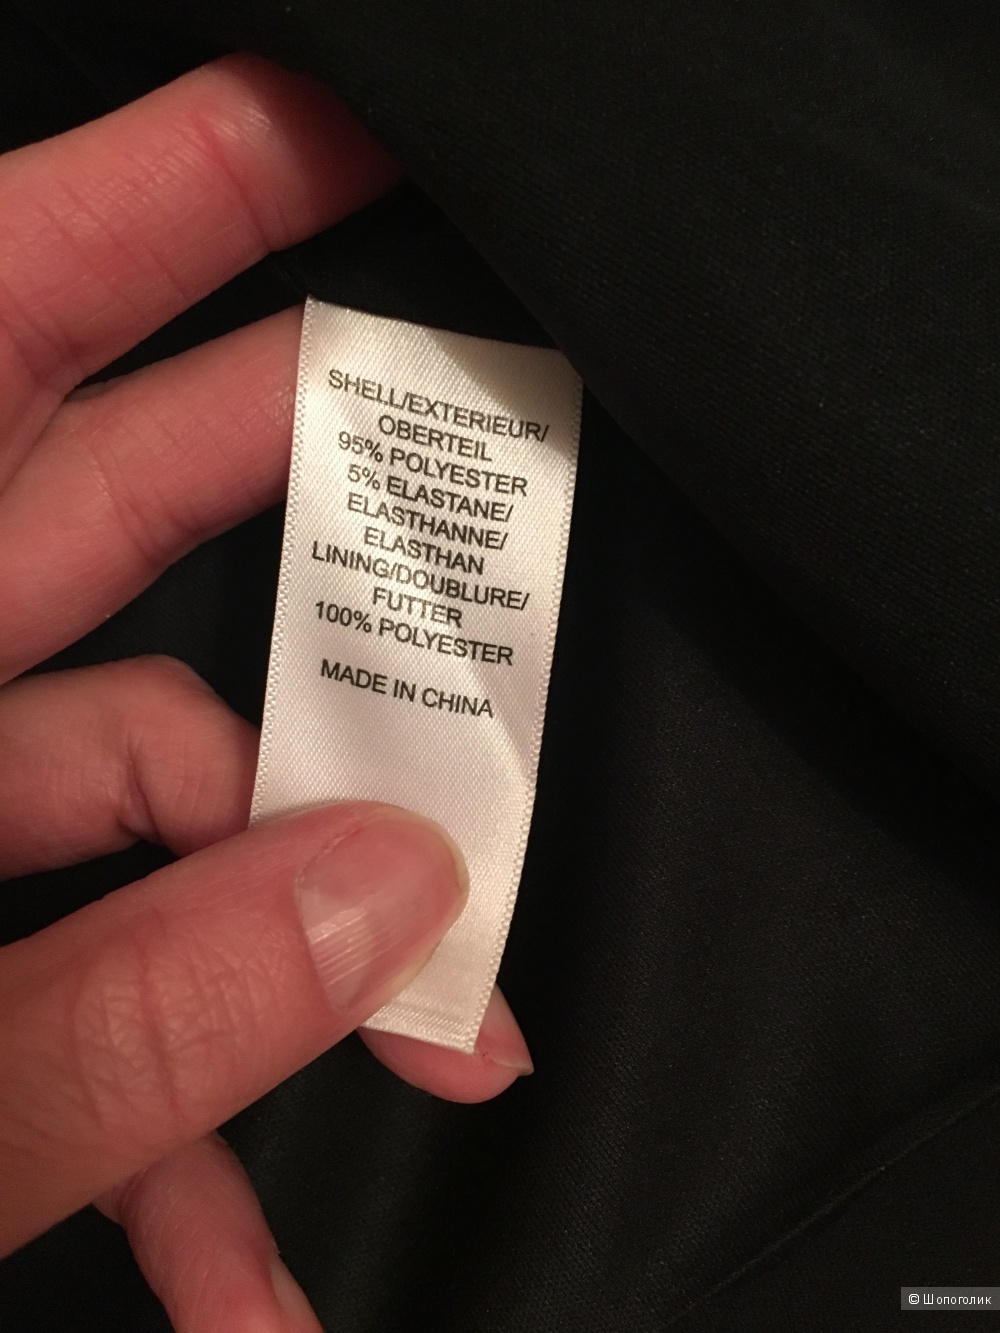 SHELL/EXTERIEUR/
OBERTEIL
95% POLYESTER
5% ELASTANE/
ELASTHANNE/
ELASTHAN
LINING/DOUBLURE/
FUTTER
100% POLYESTER
MADE IN CHINA
© Шопоголик